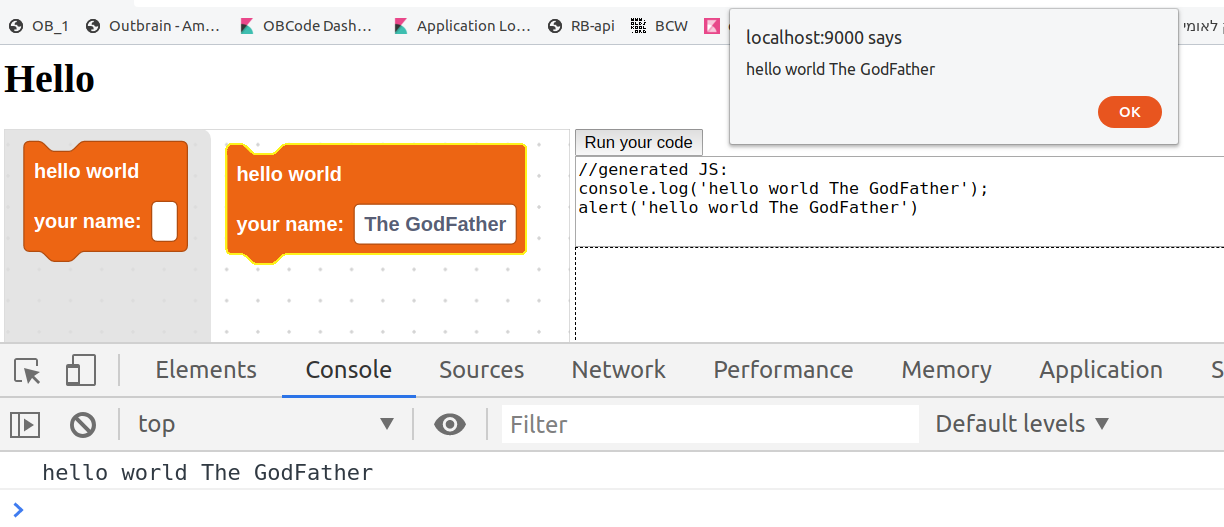 OB_1 Outbrain - Am... OBCode Dash... Application Lo... RB-api BCW לאומי
localhost:9000 says
hello world The GodFather
OK
Hello
hello world
your name:
hello world
your name: The GodFather
Run your code
//generated JS:
console.log('hello world The GodFather');
alert('hello world The GodFather')
Elements Console Sources Network Performance Memory Application S
top Filter Default levels
hello world The GodFather